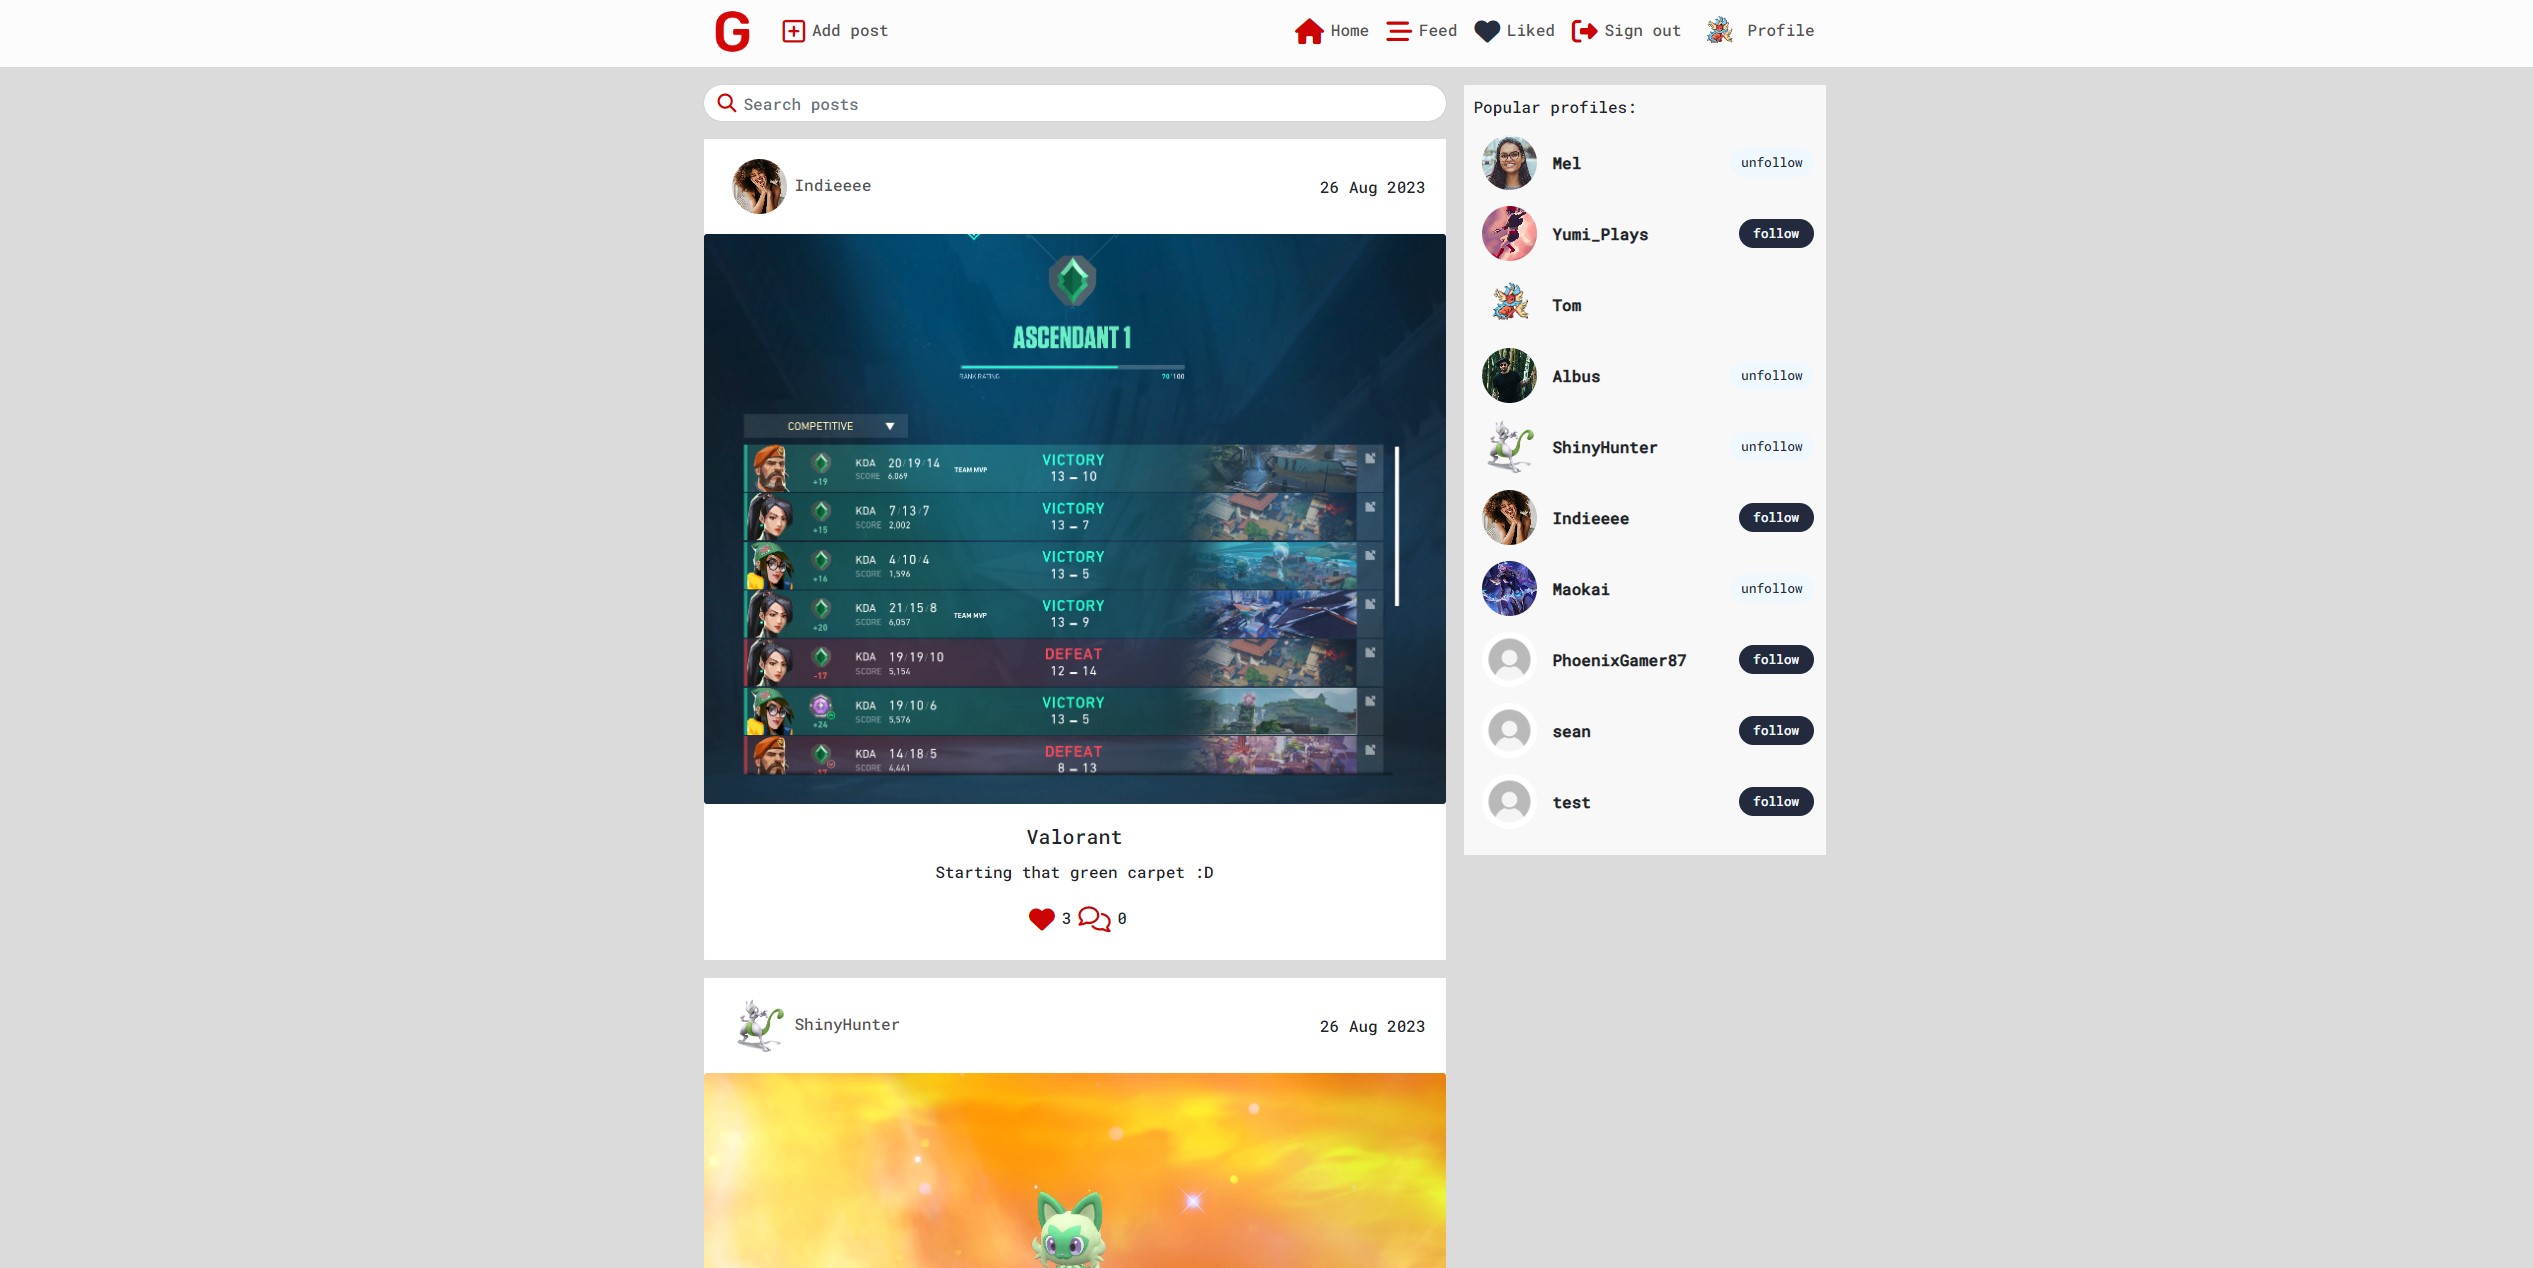 G Add post Home Feed Liked Sign out Profile
Search posts
Indieeee 26 Aug 2023
ASCENDANT 1
RANK RATING 70/100
COMPETITIVE
+19 KDA 20/19/14 TEAM MVP VICTORY
SCORE 6,069 13 – 10
+15 KDA 7/13/7 VICTORY
SCORE 2,002 13 – 7
+16 KDA 4/10/4 VICTORY
SCORE 1,596 13 – 5
+20 KDA 21/15/8 TEAM MVP VICTORY
SCORE 6,057 13 – 9
-17 KDA 19/19/10 DEFEAT
SCORE 5,154 12 – 14
+24 KDA 19/10/6 VICTORY
SCORE 5,576 13 – 5
KDA 14/18/5 DEFEAT
SCORE 4,441 8 – 13
Valorant
Starting that green carpet :D
3 0
ShinyHunter 26 Aug 2023
Popular profiles:
Mel unfollow
Yumi_Plays follow
Tom
Albus unfollow
ShinyHunter unfollow
Indieeee follow
Maokai unfollow
PhoenixGamer87 follow
sean follow
test follow